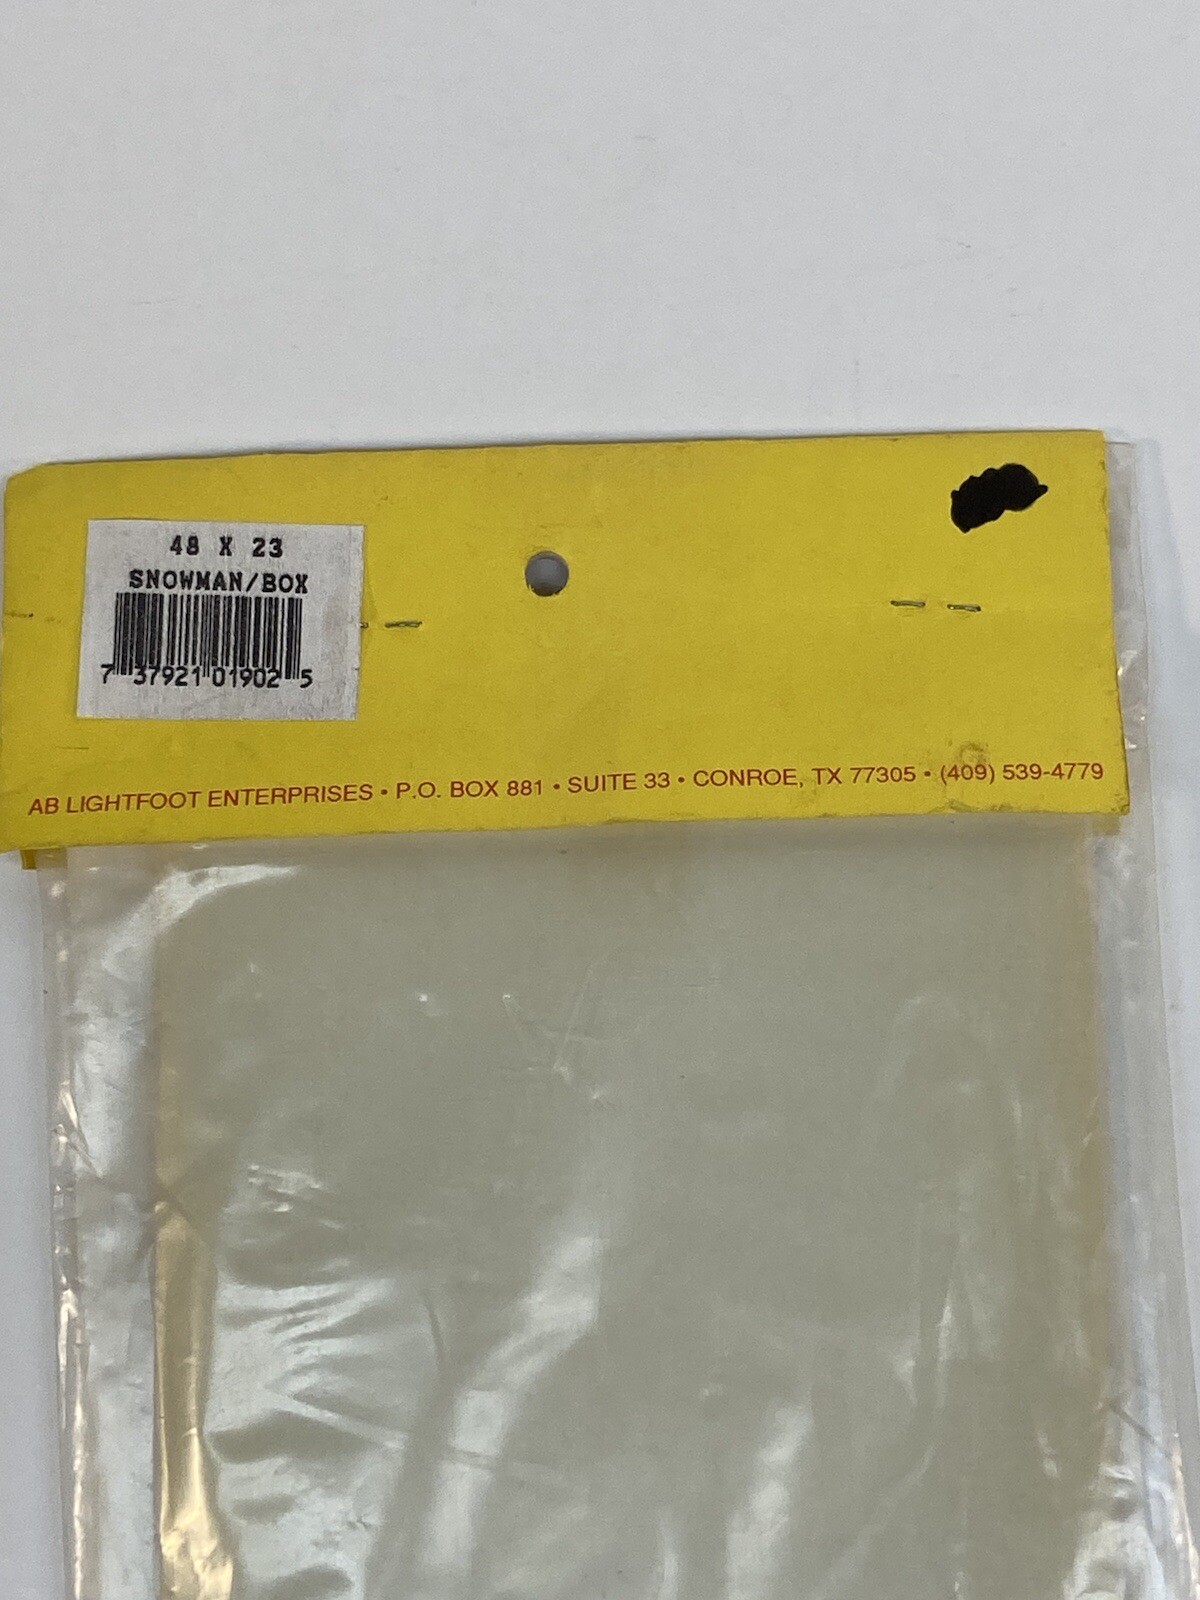 48 X 23
SNOWMAN/BOX
7 37921 01902 5
AB LIGHTFOOT ENTERPRISES • P.O. BOX 881 • SUITE 33 • CONROE, TX 77305 • (409) 539-4779